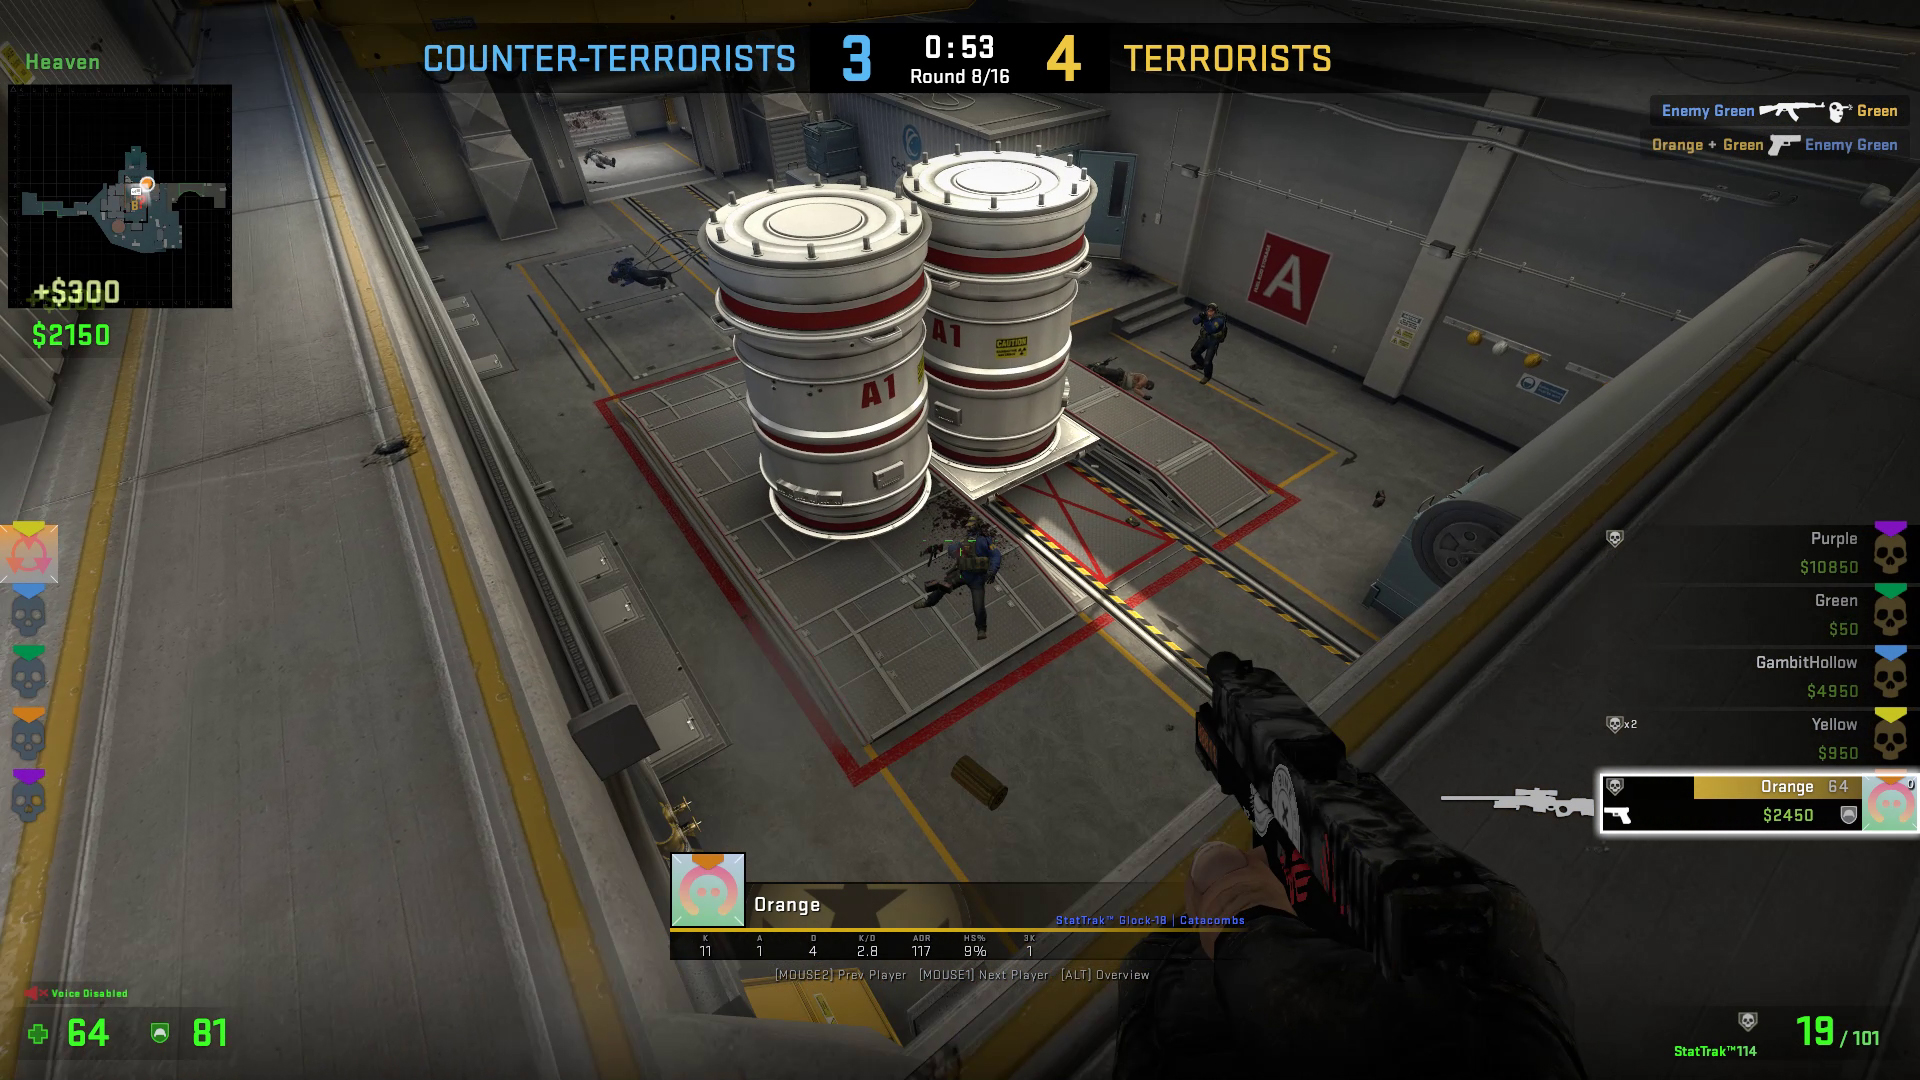 COUNTER-TERRORISTS 3 0:53 4 TERRORISTS
Round 8/16
Heaven
Enemy Green Green
Orange + Green Enemy Green
B
+$300
$2150
A
A1
CAUTION
A1
Purple
$10850
Green
$50
GambitHollow
$4950
x2 Yellow
$950
Orange 64
0
$2450
Orange
StatTrak™ Glock-18 | Catacombs
K A D K/D ADR HS% 3K
11 1 4 2.8 117 9% 1
[MOUSE2] Prev Player [MOUSE1] Next Player [ALT] Overview
Voice Disabled
64 81
19 / 101
StatTrak™114